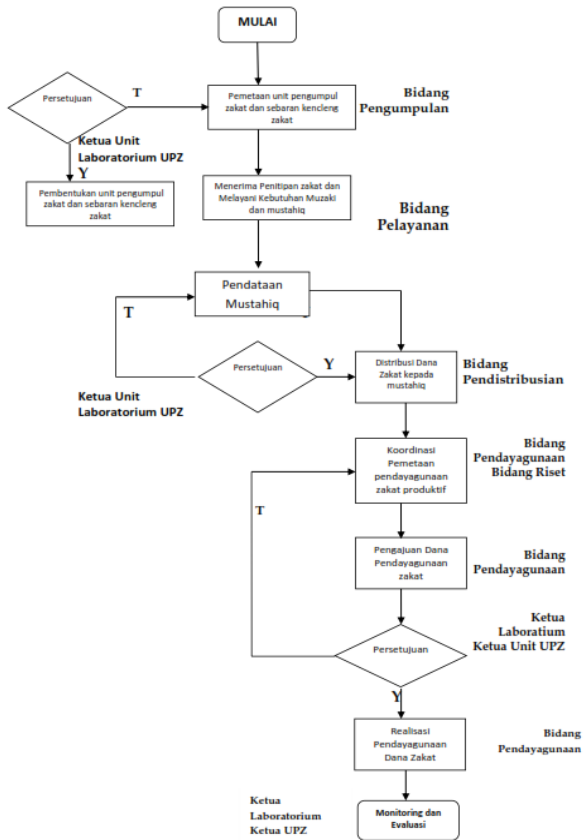 MULAI
Persetujuan
T
Pemetaan unit pengumpul
zakat dan sebaran kencleng
zakat
Bidang
Pengumpulan
Ketua Unit
Laboratorium UPZ
Y
Pembentukan unit pengumpul
zakat dan sebaran kencleng
zakat
Menerima Penitipan zakat dan
Melayani Kebutuhan Muzaki
dan mustahiq
Bidang
Pelayanan
Pendataan
Mustahiq
T
Persetujuan
Y
Distribusi Dana
Zakat kepada
mustahiq
Bidang
Pendistribusian
Ketua Unit
Laboratorium UPZ
Koordinasi
Pemetaan
pendayagunaan
zakat produktif
Bidang
Pendayagunaan
Bidang Riset
T
Pengajuan Dana
Pendayagunaan
zakat
Bidang
Pendayagunaan
Persetujuan
Ketua
Laboratium
Ketua Unit UPZ
Y
Realisasi
Pendayagunaan
Dana Zakat
Bidang
Pendayagunaan
Ketua
Laboratorium
Ketua UPZ
Monitoring dan
Evaluasi